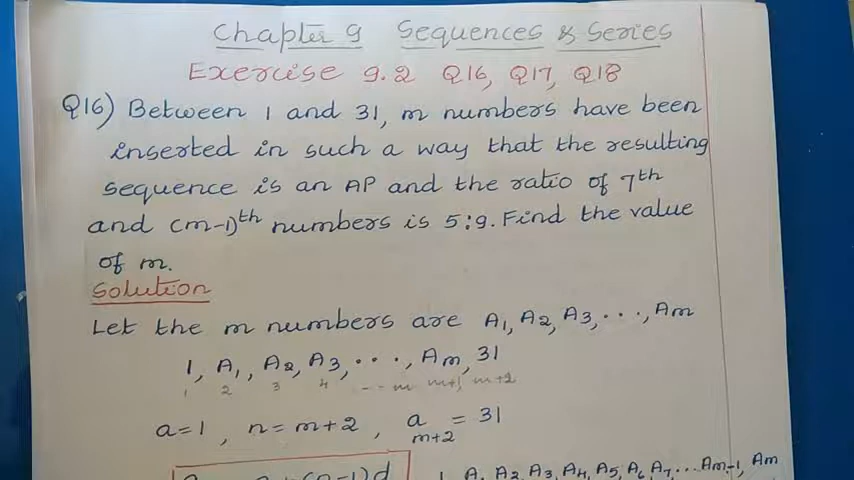 Chapter 9 Sequences & Series
Exercise 9.2 Q16, Q17, Q18
Q16) Between 1 and 31, m numbers have been
inserted in such a way that the resulting
sequence is an AP and the ratio of 7th
and (m-1)th numbers is 5:9. Find the value
of m.
Solution
Let the m numbers are A1, A2, A3, ..., Am
1, A1, A2, A3, ..., Am, 31
1 2 3 4 -- m m+1 m+2
a=1, n=m+2, a m+2 = 31
+(n-1)d
1 A1 A2 A3 A4 A5 A6 A7 ... Am-1, Am